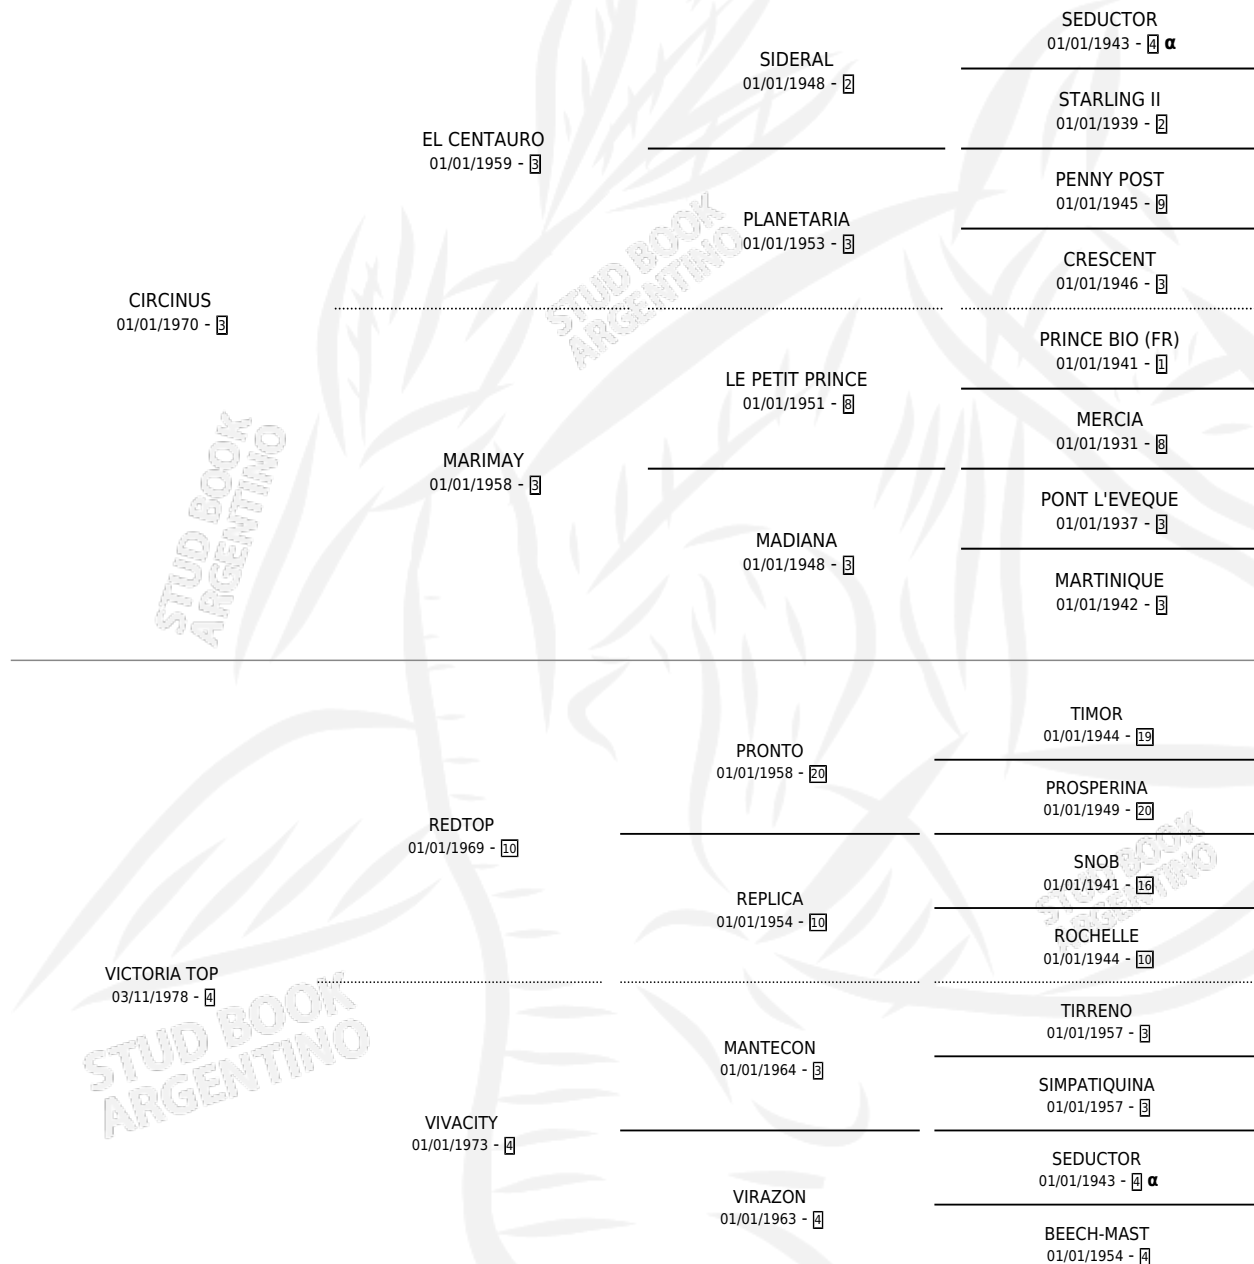 SEDUCTOR
01/01/1943 - 4 α
SIDERAL
01/01/1948 - 2
STARLING II
01/01/1939 - 2
EL CENTAURO
01/01/1959 - 3
PENNY POST
01/01/1945 - 9
PLANETARIA
01/01/1953 - 3
CRESCENT
01/01/1946 - 3
CIRCINUS
01/01/1970 - 3
PRINCE BIO (FR)
01/01/1941 - 1
LE PETIT PRINCE
01/01/1951 - 8
MERCIA
01/01/1931 - 8
MARIMAY
01/01/1958 - 3
PONT L'EVEQUE
01/01/1937 - 3
MADIANA
01/01/1948 - 3
MARTINIQUE
01/01/1942 - 3
TIMOR
01/01/1944 - 19
PRONTO
01/01/1958 - 20
PROSPERINA
01/01/1949 - 20
REDTOP
01/01/1969 - 10
SNOB
01/01/1941 - 16
REPLICA
01/01/1954 - 10
ROCHELLE
01/01/1944 - 10
VICTORIA TOP
03/11/1978 - 4
TIRRENO
01/01/1957 - 3
MANTECON
01/01/1964 - 3
SIMPATIQUINA
01/01/1957 - 3
VIVACITY
01/01/1973 - 4
SEDUCTOR
01/01/1943 - 4 α
VIRAZON
01/01/1963 - 4
BEECH-MAST
01/01/1954 - 4
STUD BOOK
ARGENTINO
STUD BOOK
ARGENTINO
STUD BOOK
ARGENTINO
STUD BOOK
ARGENTINO